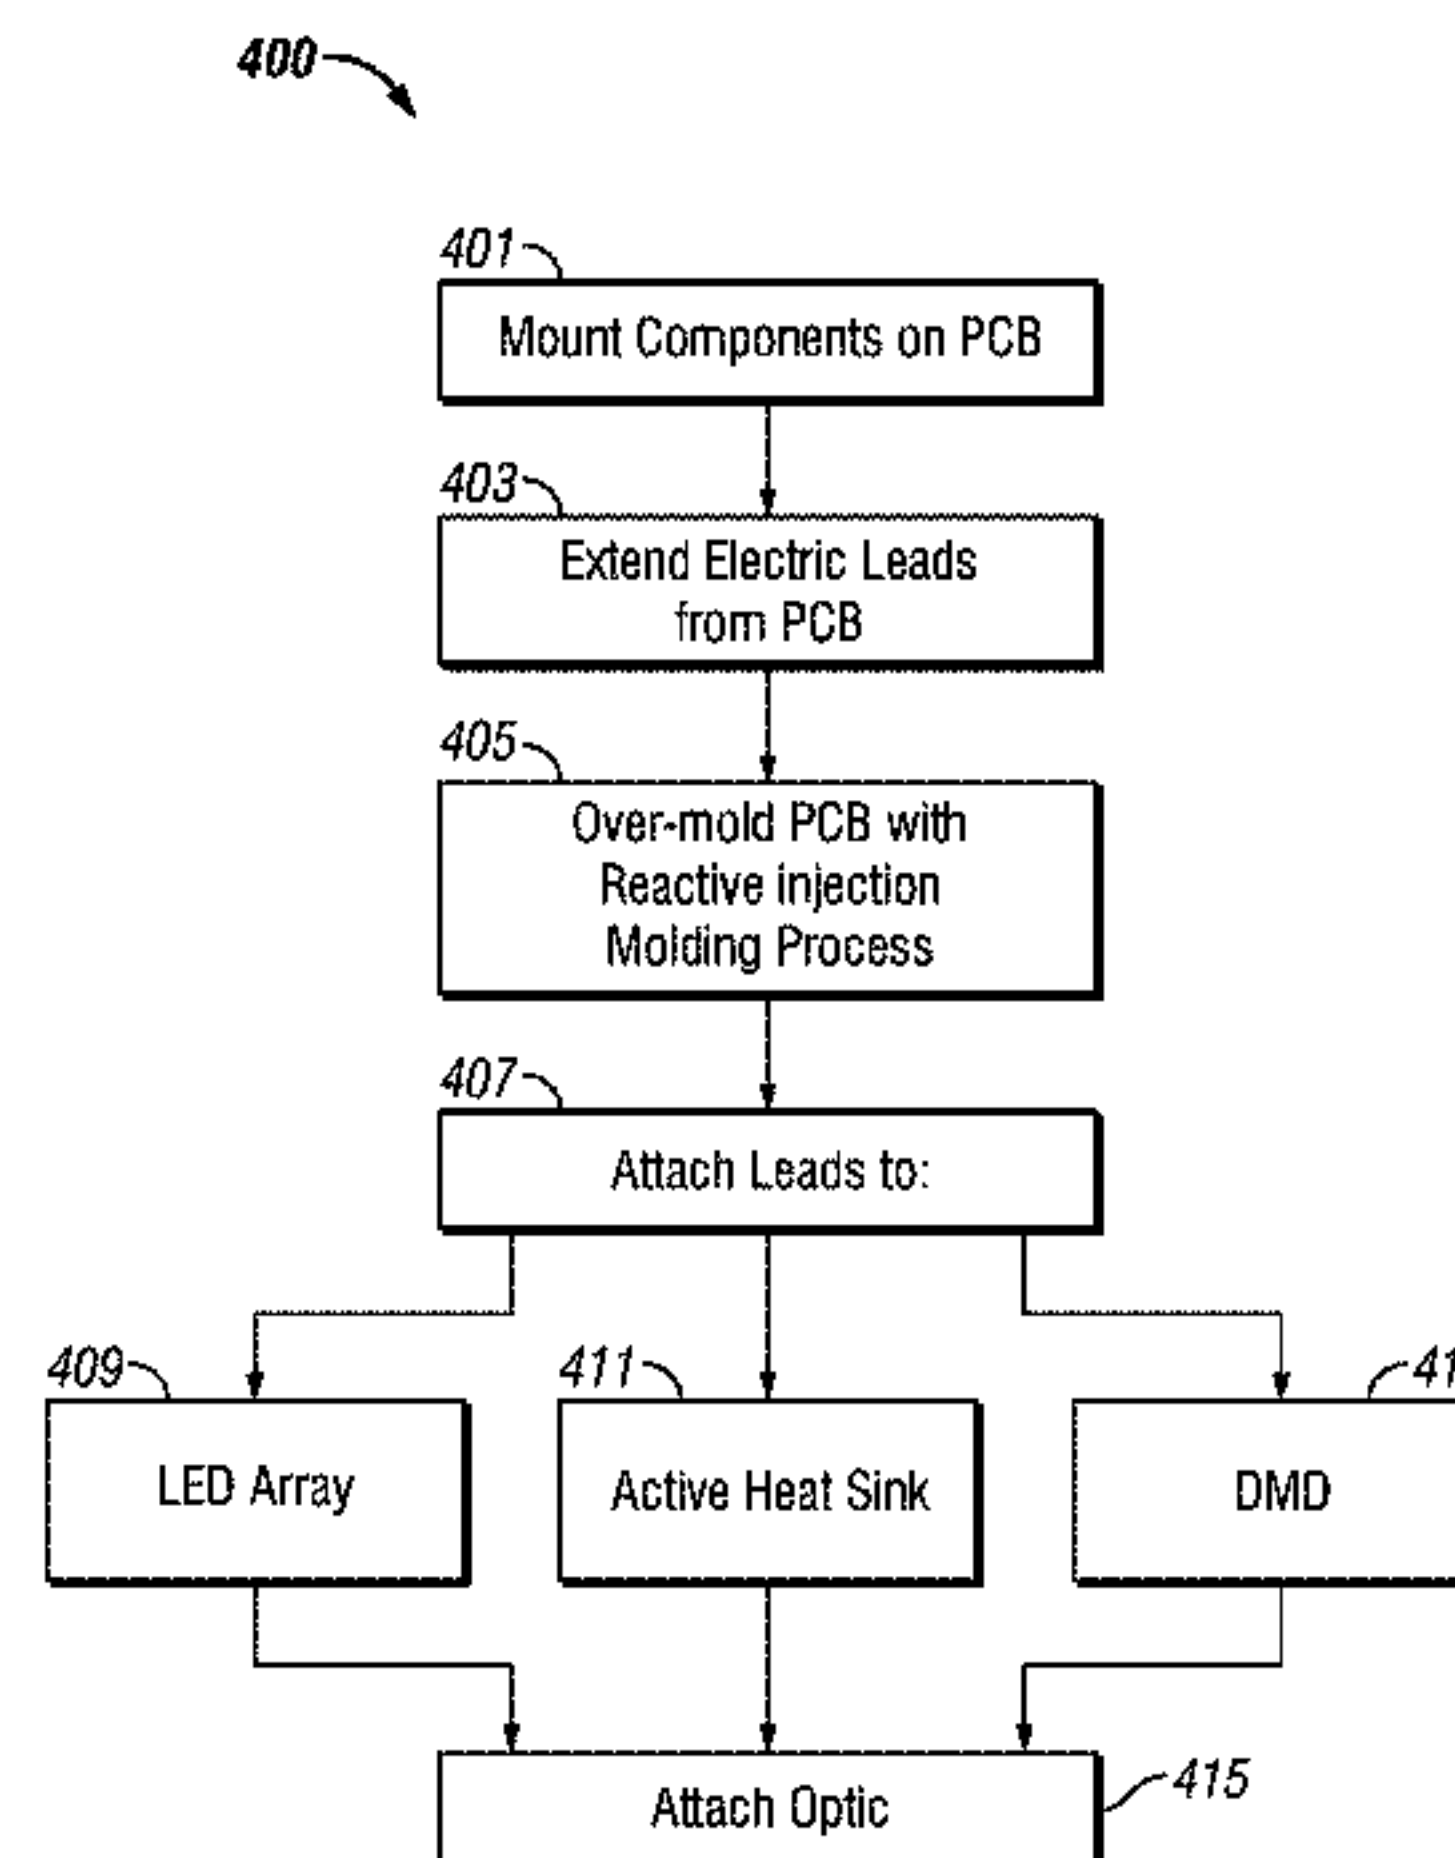 400
401
Mount Components on PCB
403
Extend Electric Leads
from PCB
405
Over-mold PCB with
Reactive injection
Molding Process
407
Attach Leads to:
409
411
41
LED Array
Active Heat Sink
DMD
Attach Optic
415